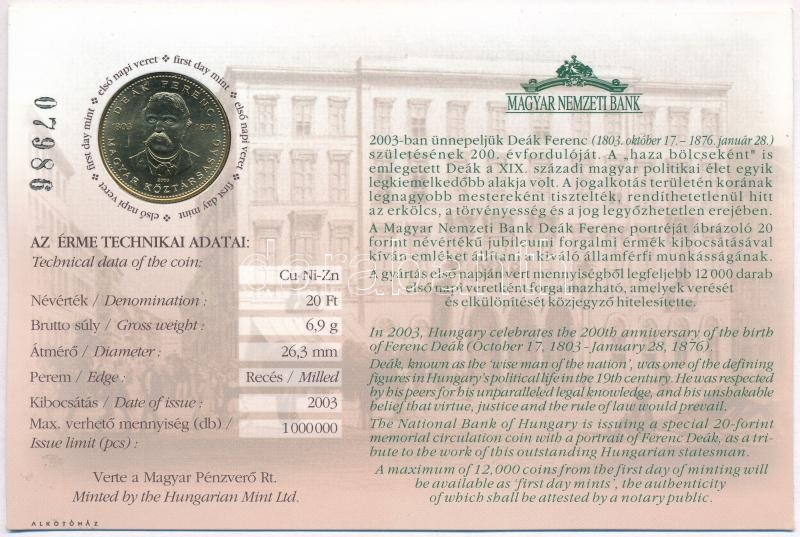 első napi veret • first day mint • első napi veret • first day mint • első napi veret • first day mint •
07986
DEÁK FERENC
1803 1876
2003
MAGYAR KÖZTÁRSASÁG
AZ ÉRME TECHNIKAI ADATAI:
Technical data of the coin:
Cu-Ni-Zn
Névérték / Denomination : 20 Ft
Brutto súly / Gross weight : 6,9 g
Átmérő / Diameter : 26,3 mm
Perem / Edge : Recés / Milled
Kibocsátás / Date of issue : 2003
Max. verhető mennyiség (db) /
Issue limit (pcs) : 1000000
Verte a Magyar Pénzverő Rt.
Minted by the Hungarian Mint Ltd.
ALKOTÓHÁZ
MAGYAR NEMZETI BANK
2003-ban ünnepeljük Deák Ferenc (1803. október 17. – 1876. január 28.)
születésének 200. évfordulóját. A „haza bölcseként" is
emlegetett Deák a XIX. századi magyar politikai élet egyik
legkiemelkedőbb alakja volt. A jogalkotás területén korának
legnagyobb mestereként tisztelték, rendíthetetlenül hitt
az erkölcs, a törvényesség és a jog legyőzhetetlen erejében.
A Magyar Nemzeti Bank Deák Ferenc portréját ábrázoló 20
forint névértékű jubileumi forgalmi érmék kibocsátásával
kíván emléket állítani a kiváló államférfi munkásságának.
A gyártás első napján vert mennyiségből legfeljebb 12 000 darab
első napi veretként forgalmazható, amelyek verését
és elkülönítését közjegyző hitelesítette.
In 2003, Hungary celebrates the 200th anniversary of the birth
of Ferenc Deák (October 17, 1803 – January 28, 1876).
Deák, known as the 'wise man of the nation', was one of the defining
figures in Hungary's political life in the 19th century. He was respected
by his peers for his unparalleled legal knowledge, and his unshakable
belief that virtue, justice and the rule of law would prevail.
The National Bank of Hungary is issuing a special 20-forint
memorial circulation coin with a portrait of Ferenc Deák, as a tri-
bute to the work of this outstanding Hungarian statesman.
A maximum of 12,000 coins from the first day of minting will
be available as 'first day mints', the authenticity
of which shall be attested by a notary public.